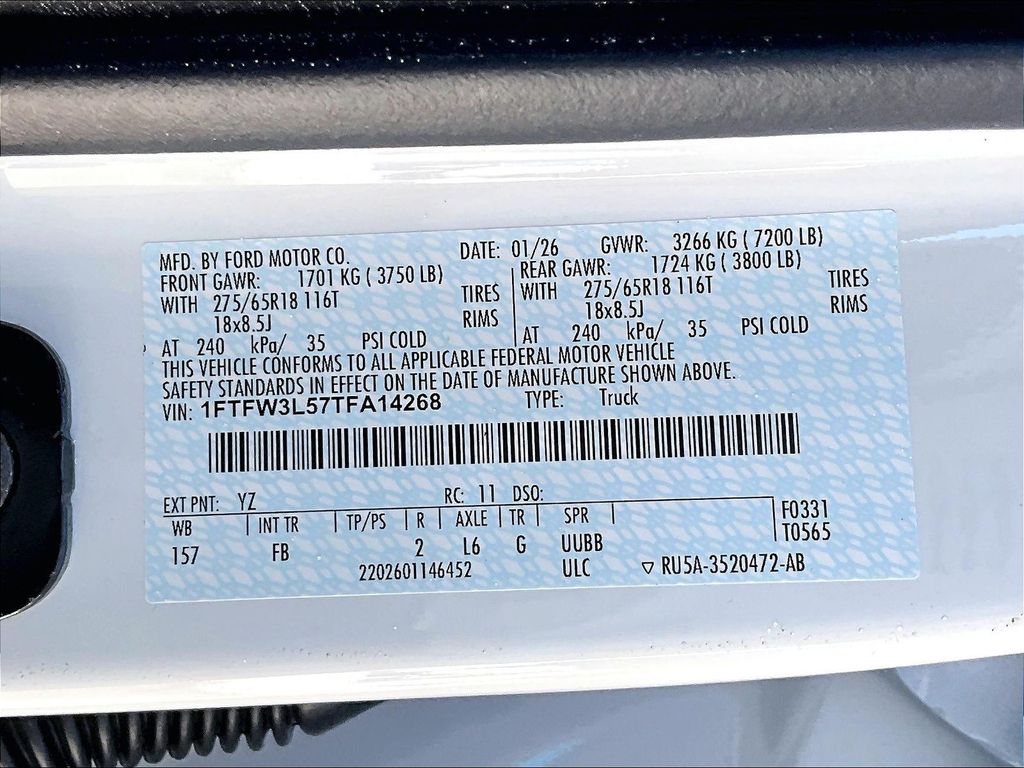 MFD. BY FORD MOTOR CO. DATE: 01/26 GVWR: 3266 KG ( 7200 LB)
FRONT GAWR: 1701 KG ( 3750 LB) REAR GAWR: 1724 KG ( 3800 LB)
WITH 275/65R18 116T TIRES WITH 275/65R18 116T TIRES
18x8.5J RIMS 18x8.5J RIMS
AT 240 kPa/ 35 PSI COLD AT 240 kPa/ 35 PSI COLD
THIS VEHICLE CONFORMS TO ALL APPLICABLE FEDERAL MOTOR VEHICLE
SAFETY STANDARDS IN EFFECT ON THE DATE OF MANUFACTURE SHOWN ABOVE.
VIN: 1FTFW3L57TFA14268 TYPE: Truck
EXT PNT: YZ RC: 11 DSO:
WB INT TR TP/PS R AXLE TR SPR F0331
T0565
157 FB 2 L6 G UUBB
2202601146452 ULC ▽ RU5A-3520472-AB